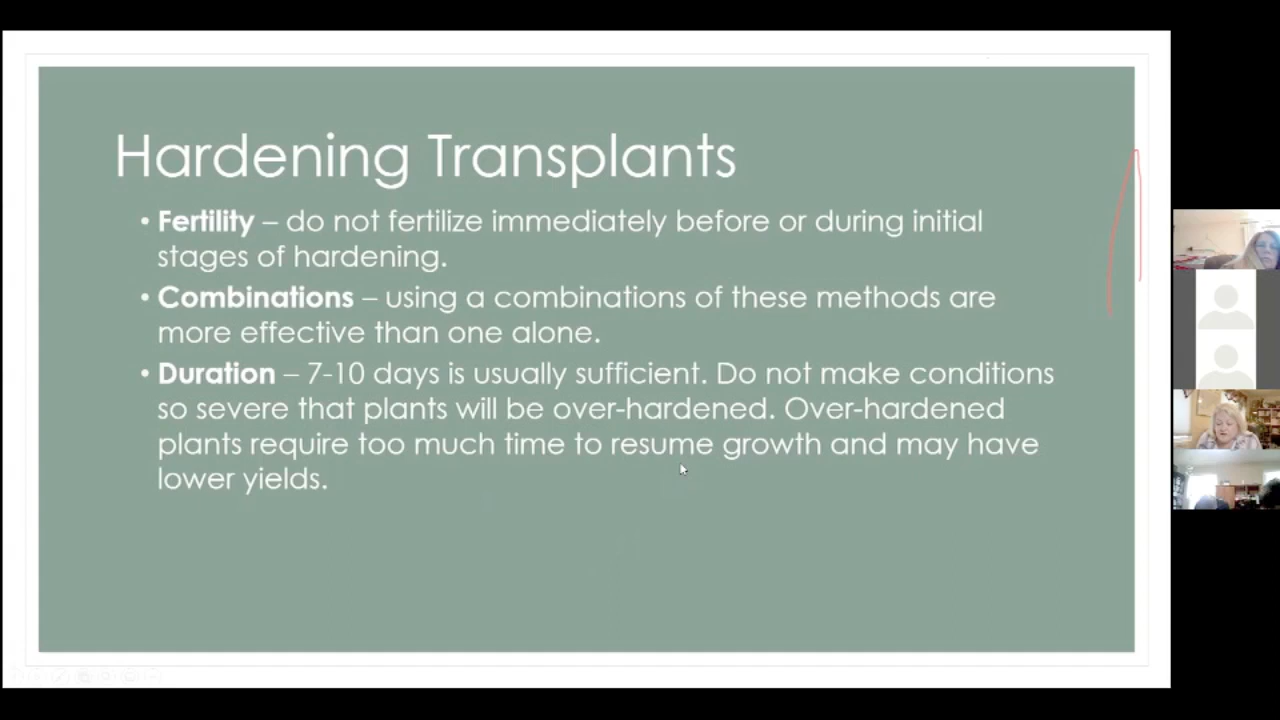 Hardening Transplants
• Fertility – do not fertilize immediately before or during initial
stages of hardening.
• Combinations – using a combinations of these methods are
more effective than one alone.
• Duration – 7-10 days is usually sufficient. Do not make conditions
so severe that plants will be over-hardened. Over-hardened
plants require too much time to resume growth and may have
lower yields.